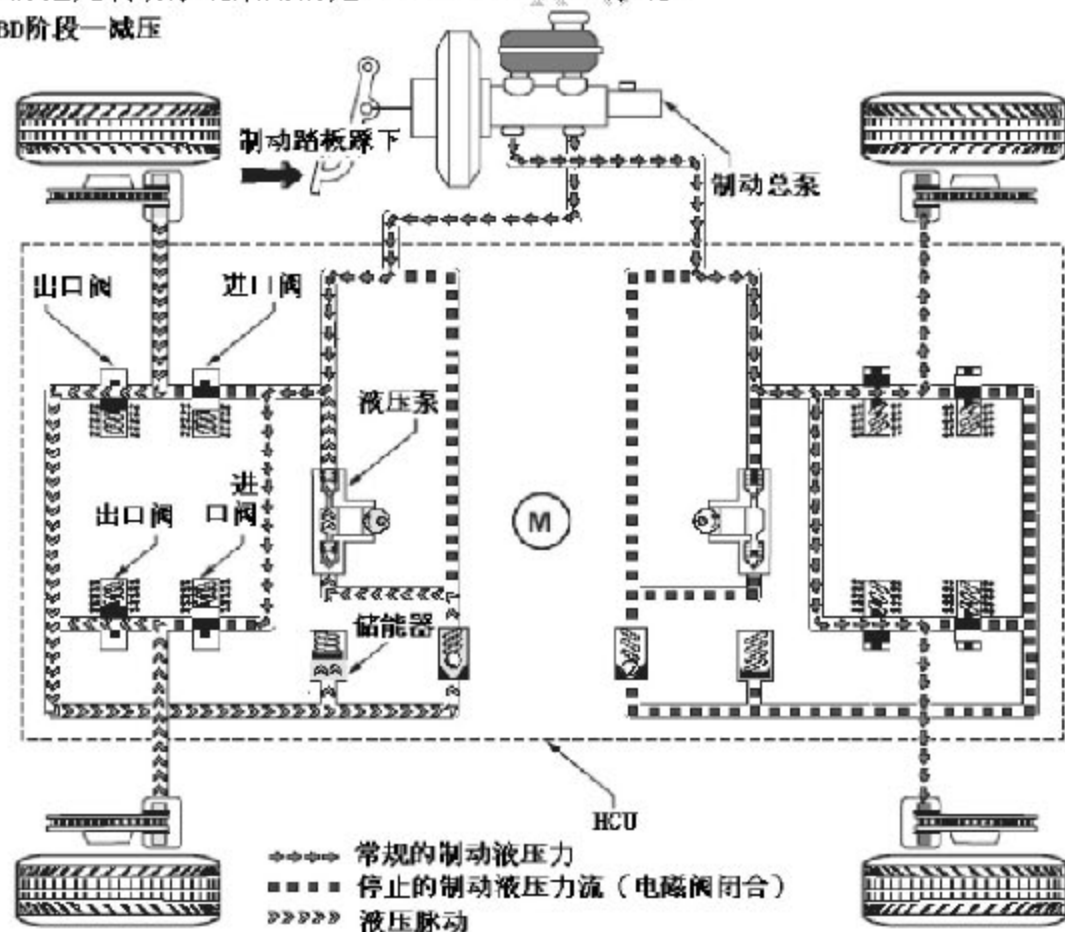 BD阶段一减压
制动踏板踩下
制动总泵
出口阀
进口阀
液压泵
进
口阀
出口阀
M
储能器
HCU
常规的制动液压力
停止的制动液压力流（电磁阀闭合）
液压脉动